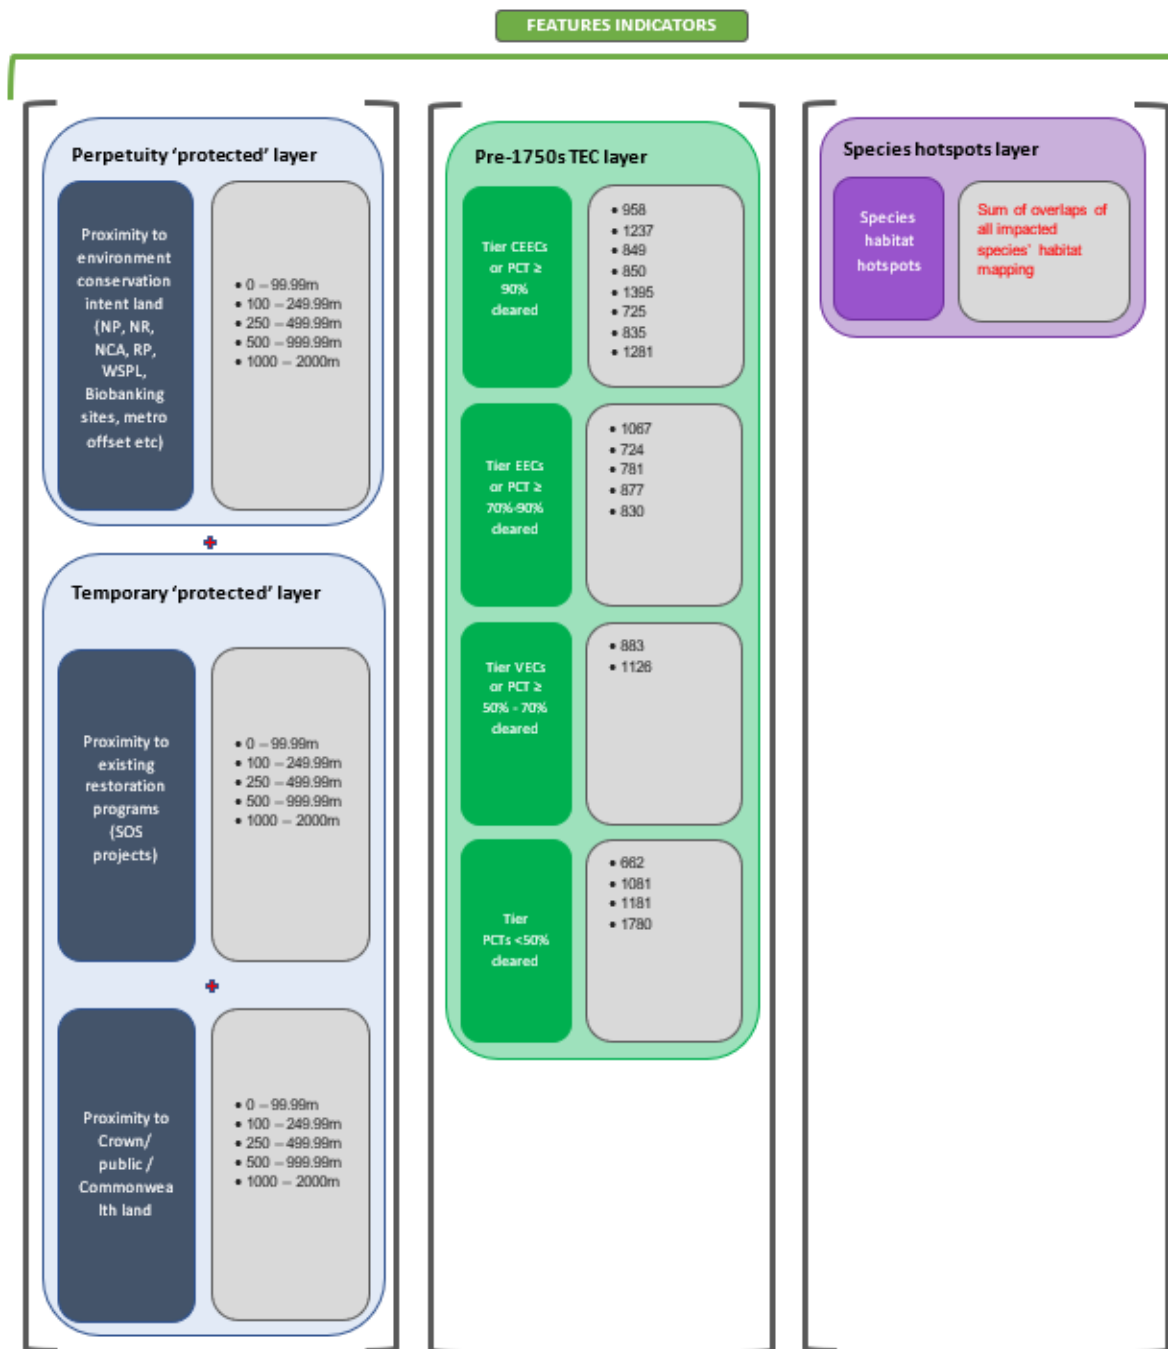 FEATURES INDICATORS
Perpetuity ‘protected’ layer
Proximity to
environment
conservation
intent land
(NP, NR,
NCA, RP,
WSPL,
Biobanking
sites, metro
offset etc)
• 0 – 99.99m
• 100 – 249.99m
• 250 – 499.99m
• 500 – 999.99m
• 1000 – 2000m
+
Temporary ‘protected’ layer
Proximity to
existing
restoration
programs
(SOS
projects)
• 0 – 99.99m
• 100 – 249.99m
• 250 – 499.99m
• 500 – 999.99m
• 1000 – 2000m
+
Proximity to
Crown/
public /
Commonwea
lth land
• 0 – 99.99m
• 100 – 249.99m
• 250 – 499.99m
• 500 – 999.99m
• 1000 – 2000m
Pre-1750s TEC layer
Tier CEECs
or PCT ≥
90%
cleared
• 958
• 1237
• 849
• 850
• 1395
• 725
• 835
• 1281
Tier EECs
or PCT ≥
70%-90%
cleared
• 1067
• 724
• 781
• 877
• 830
Tier VECs
or PCT ≥
50% - 70%
cleared
• 883
• 1126
Tier
PCTs <50%
cleared
• 662
• 1081
• 1181
• 1780
Species hotspots layer
Species
habitat
hotspots
Sum of overlaps of
all impacted
species’ habitat
mapping